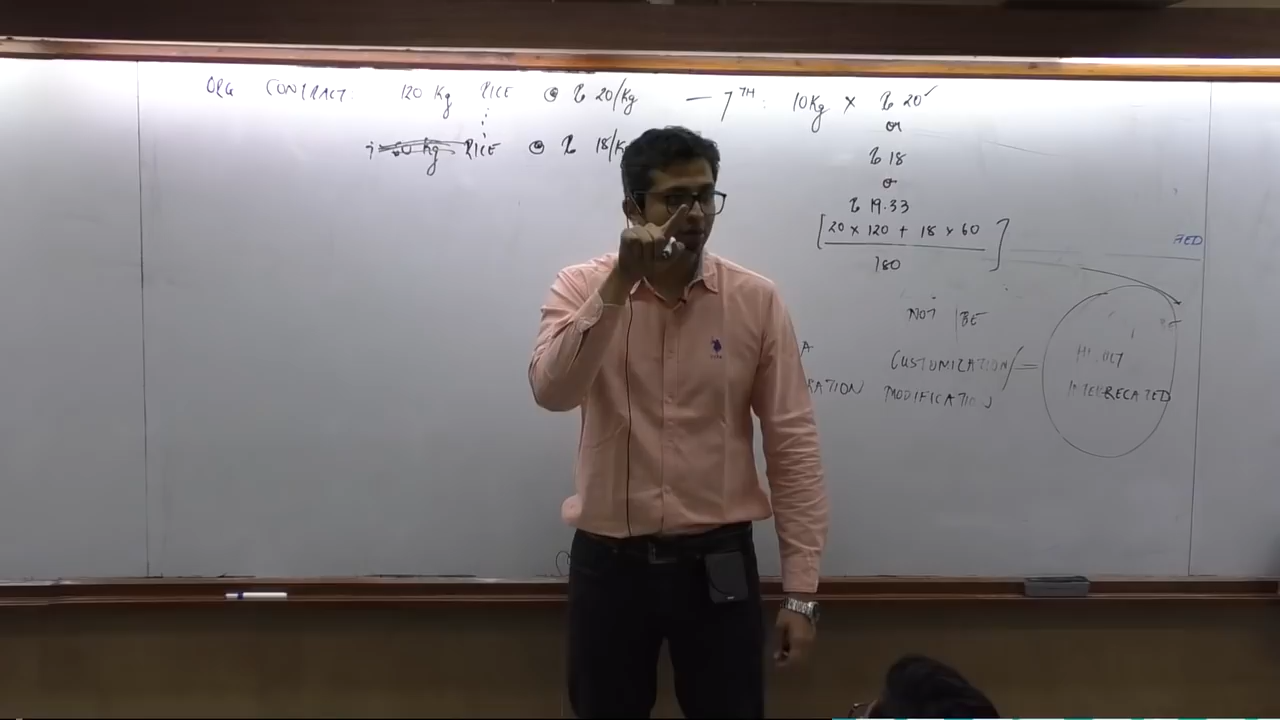 ORG CONTRACT: 120 Kg RICE @ ₹ 20/Kg — 7TH: 10Kg × ₹ 20✓
or
RICE @ ₹ 18/K
₹ 18
or
₹ 19.33
[20 × 120 + 18 × 60]
180
NOT BE
CUSTOMIZATION/ =
MODIFICATION
HIGHLY
INTERRELATED